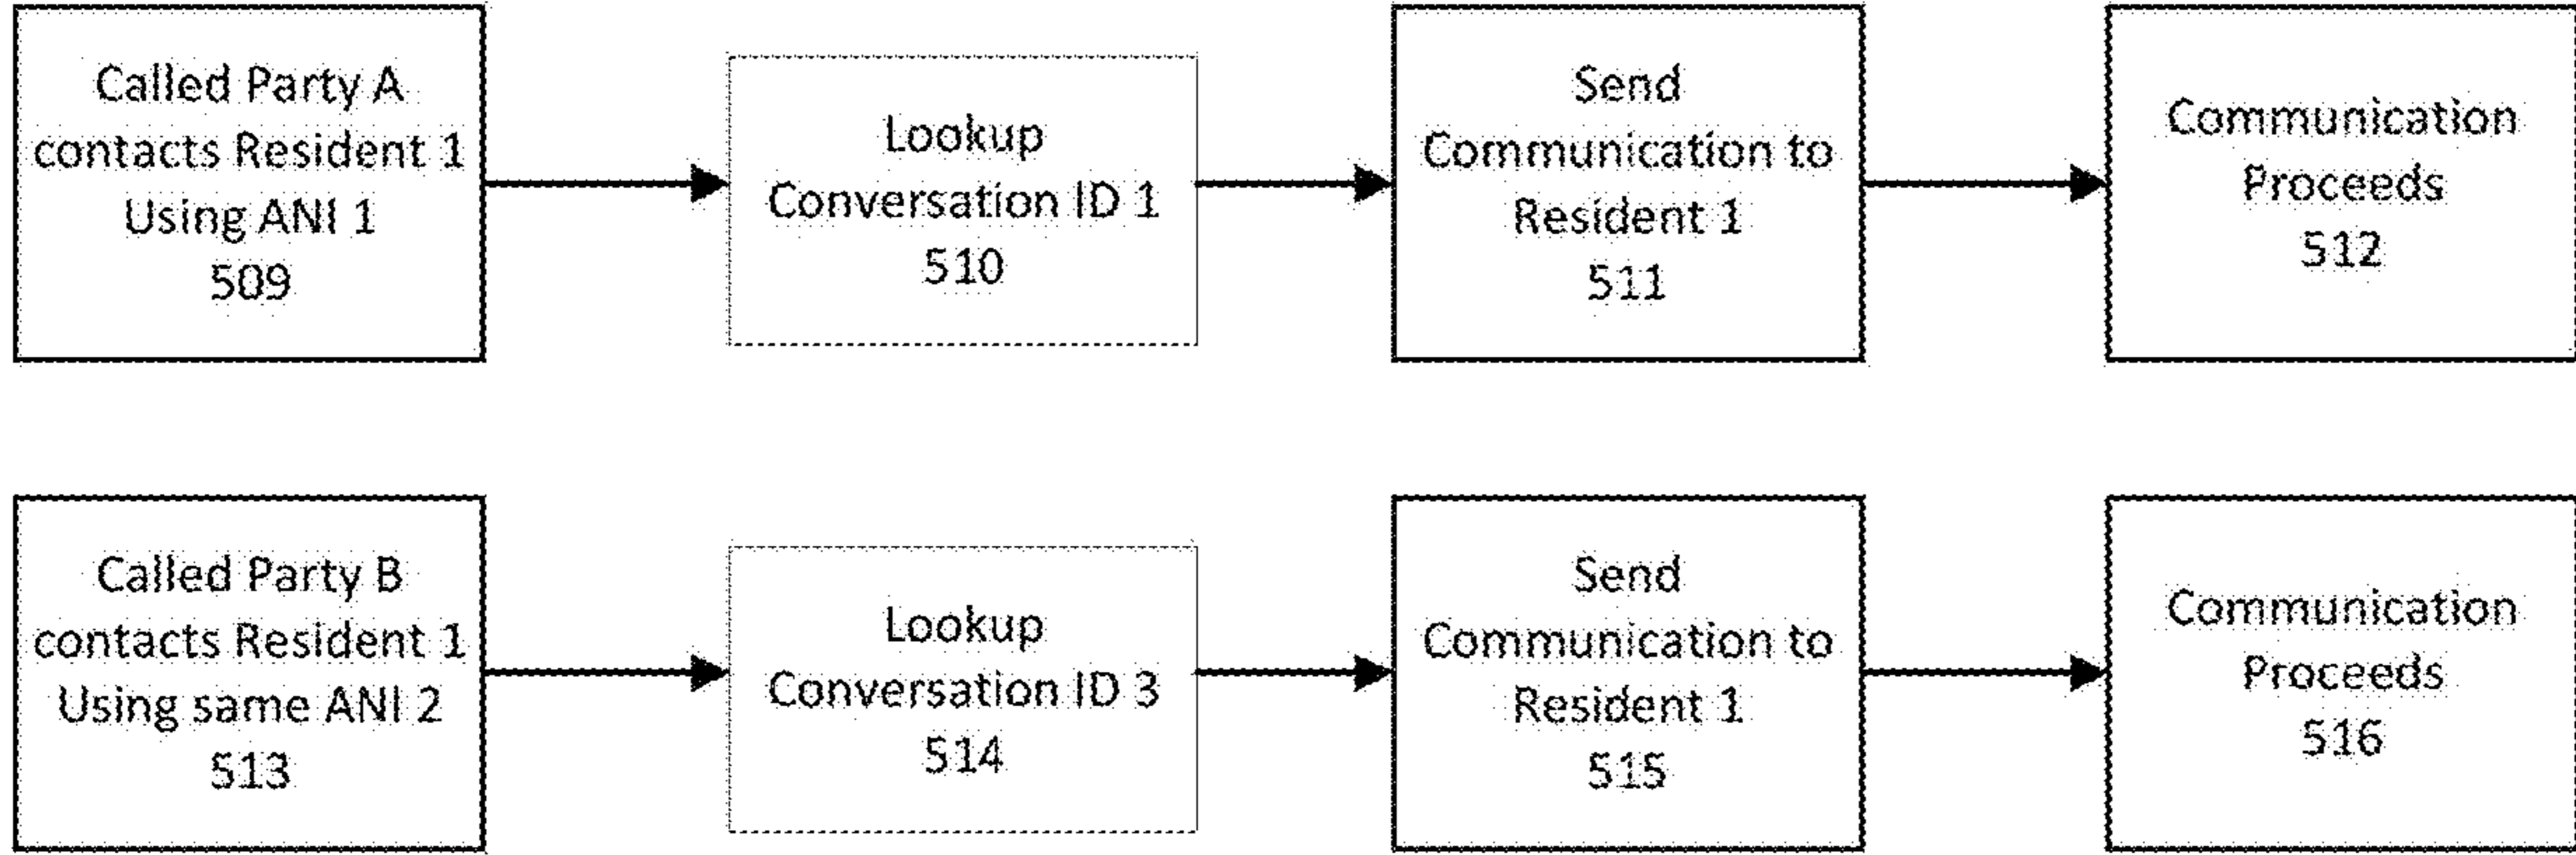 Called Party A
contacts Resident 1
Using ANI 1
509
Lookup
Conversation ID 1
510
Send
Communication to
Resident 1
511
Communication
Proceeds
512
Called Party B
contacts Resident 1
Using same ANI 2
513
Lookup
Conversation ID 3
514
Send
Communication to
Resident 1
515
Communication
Proceeds
516